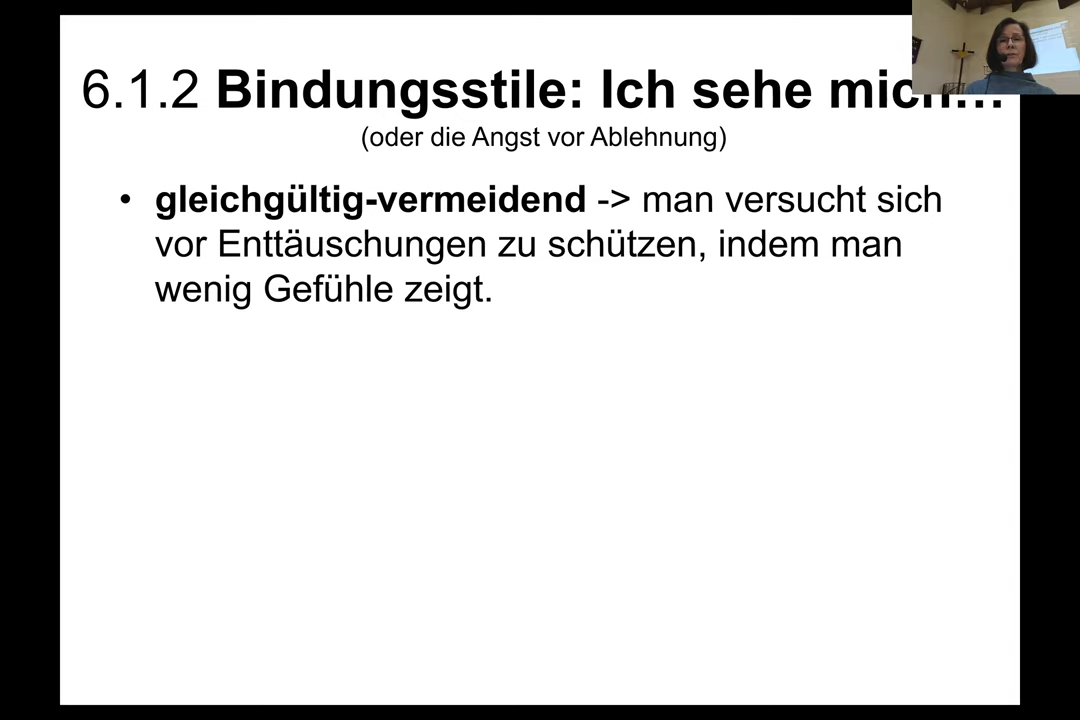 6.1.2 Bindungsstile: Ich sehe mich...
(oder die Angst vor Ablehnung)
• gleichgültig-vermeidend -> man versucht sich
vor Enttäuschungen zu schützen, indem man
wenig Gefühle zeigt.